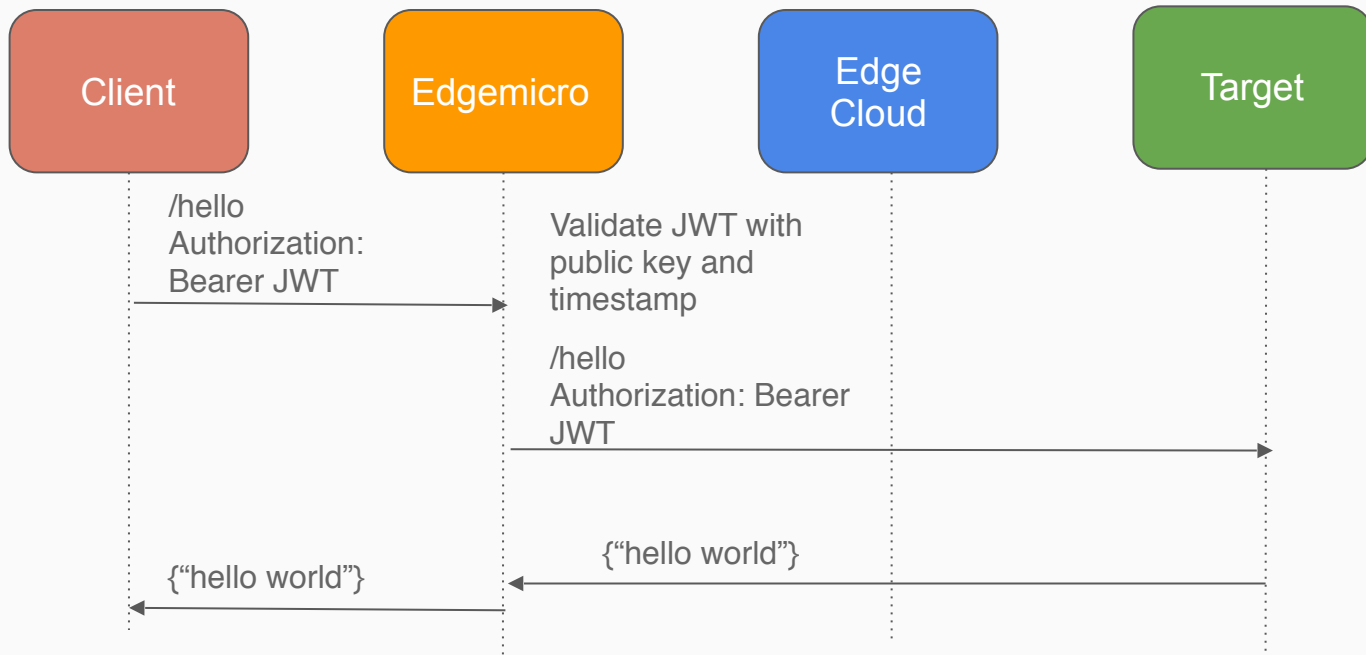 Client
Edgemicro
Edge
Cloud
Target
/hello
Authorization:
Bearer JWT
Validate JWT with
public key and
timestamp
/hello
Authorization: Bearer
JWT
{“hello world”}
{“hello world”}